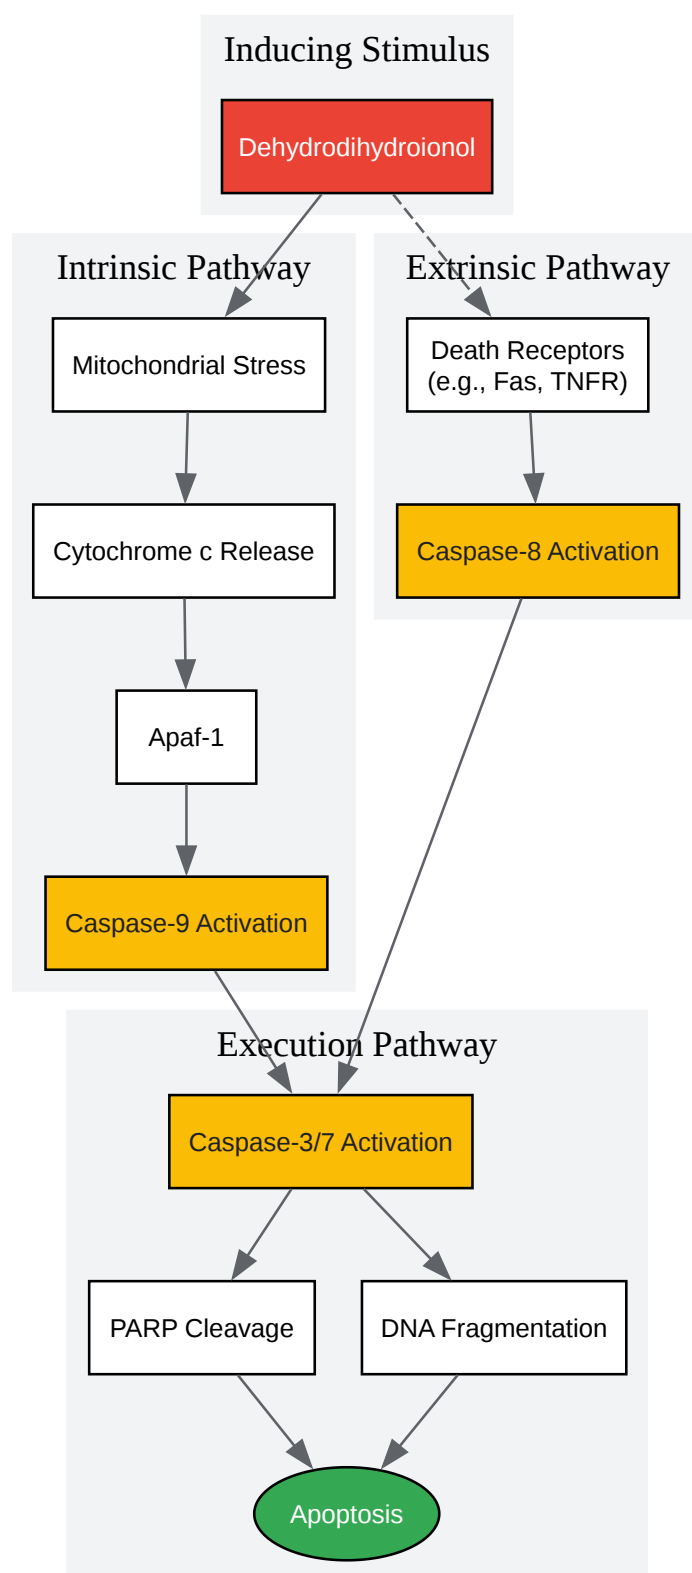 Inducing Stimulus
Dehydrodihydroionol
Intrinsic Pathway
Extrinsic Pathway
Mitochondrial Stress
Death Receptors
(e.g., Fas, TNFR)
Cytochrome c Release
Caspase-8 Activation
Apaf-1
Caspase-9 Activation
Execution Pathway
Caspase-3/7 Activation
PARP Cleavage
DNA Fragmentation
Apoptosis